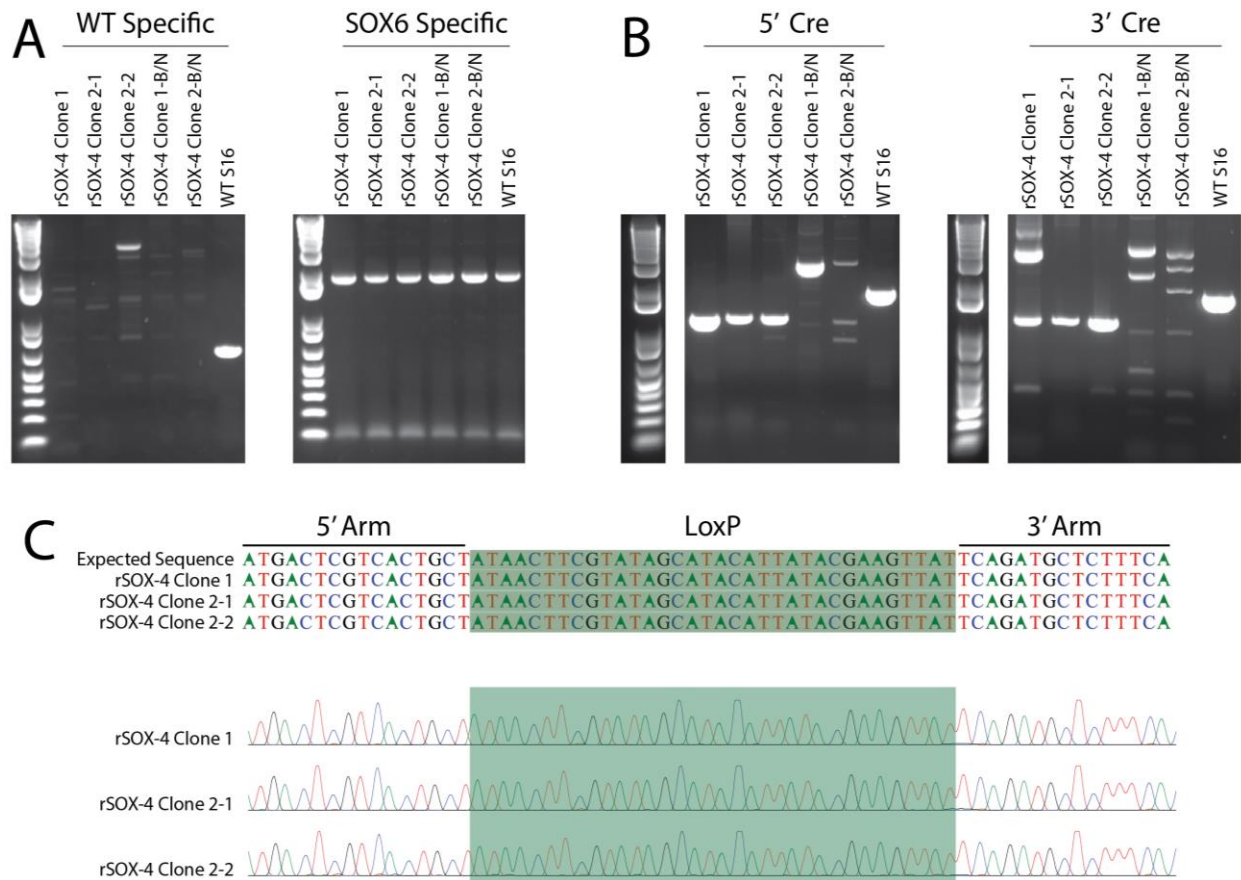 A
WT Specific
rSOX-4 Clone 1
rSOX-4 Clone 2-1
rSOX-4 Clone 2-2
rSOX-4 Clone 1-B/N
rSOX-4 Clone 2-B/N
WT S16
SOX6 Specific
rSOX-4 Clone 1
rSOX-4 Clone 2-1
rSOX-4 Clone 2-2
rSOX-4 Clone 1-B/N
rSOX-4 Clone 2-B/N
WT S16
B
5' Cre
rSOX-4 Clone 1
rSOX-4 Clone 2-1
rSOX-4 Clone 2-2
rSOX-4 Clone 1-B/N
rSOX-4 Clone 2-B/N
WT S16
3' Cre
rSOX-4 Clone 1
rSOX-4 Clone 2-1
rSOX-4 Clone 2-2
rSOX-4 Clone 1-B/N
rSOX-4 Clone 2-B/N
WT S16
C
5' Arm LoxP 3' Arm
Expected Sequence ATGACTCGTCACTGCTATAACTTCGTATAGCATACATTATACGAAGTTATTCAGATGCTCTTTCA
rSOX-4 Clone 1 ATGACTCGTCACTGCTATAACTTCGTATAGCATACATTATACGAAGTTATTCAGATGCTCTTTCA
rSOX-4 Clone 2-1 ATGACTCGTCACTGCTATAACTTCGTATAGCATACATTATACGAAGTTATTCAGATGCTCTTTCA
rSOX-4 Clone 2-2 ATGACTCGTCACTGCTATAACTTCGTATAGCATACATTATACGAAGTTATTCAGATGCTCTTTCA
rSOX-4 Clone 1
rSOX-4 Clone 2-1
rSOX-4 Clone 2-2